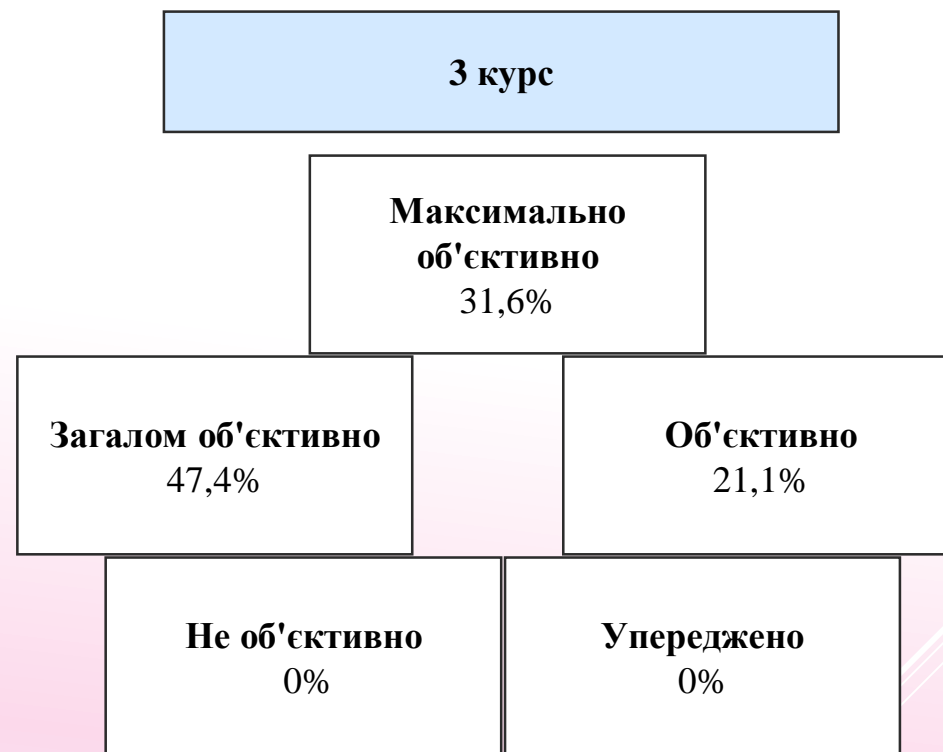 3 курс
Максимально
об'єктивно
31,6%
Загалом об'єктивно
47,4%
Об'єктивно
21,1%
Не об'єктивно
0%
Упереджено
0%